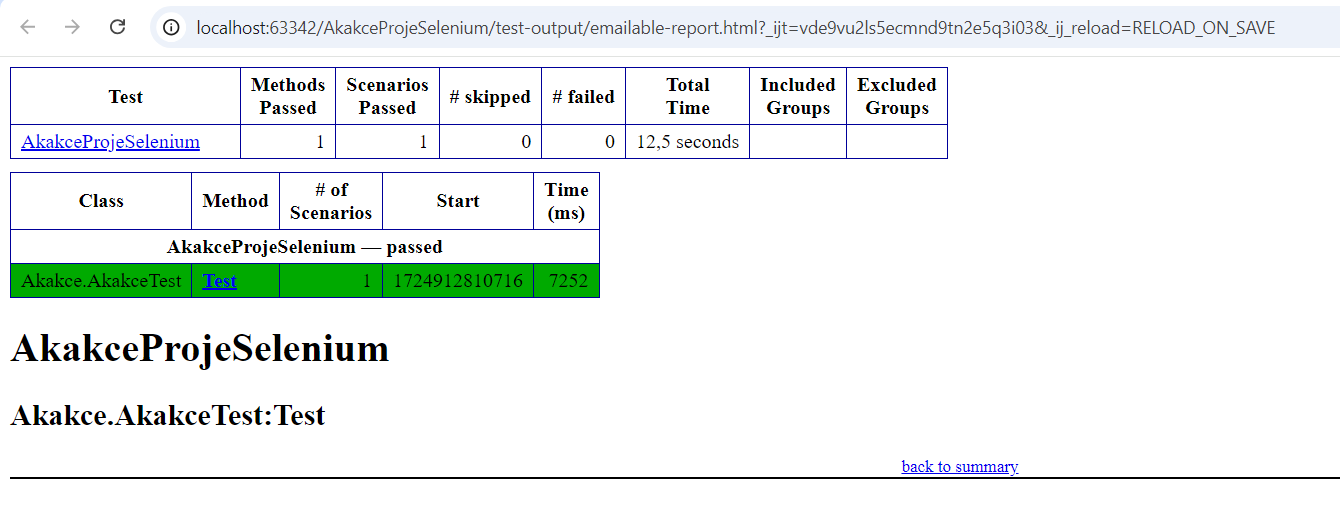 localhost:63342/AkakceProjeSelenium/test-output/emailable-report.html?_ijt=vde9vu2ls5ecmnd9tn2e5q3i03&_ij_reload=RELOAD_ON_SAVE
Test Methods Passed Scenarios Passed # skipped # failed Total Time Included Groups Excluded Groups
AkakceProjeSelenium 1 1 0 0 12,5 seconds
Class Method # of Scenarios Start Time (ms)
AkakceProjeSelenium — passed
Akakce.AkakceTest Test 1 1724912810716 7252
AkakceProjeSelenium
Akakce.AkakceTest:Test
back to summary